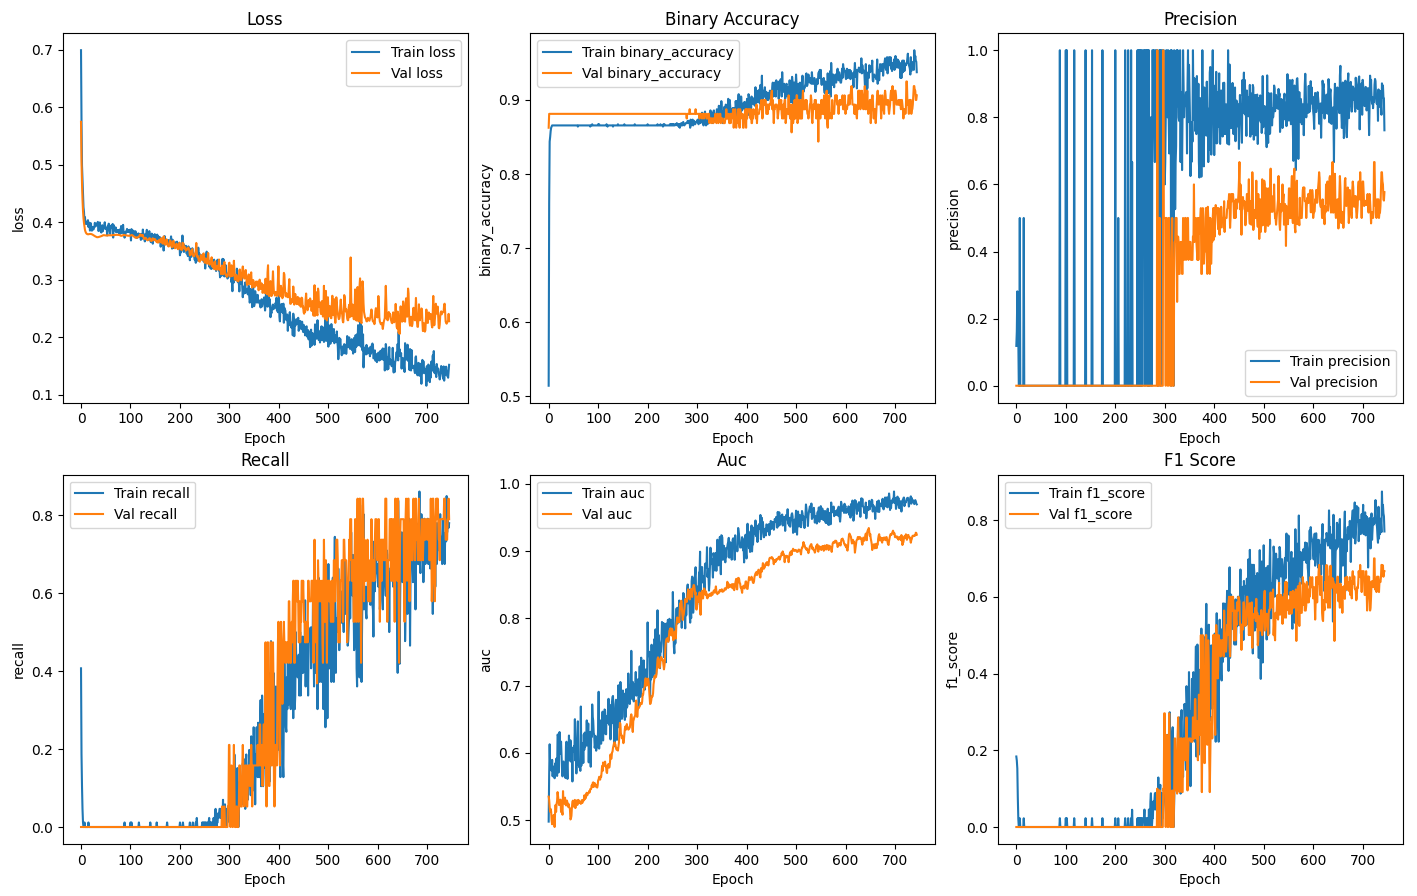 Loss
Train loss
Val loss
0.7
0.6
0.5
0.4
0.3
0.2
0.1
loss
0 100 200 300 400 500 600 700
Epoch
Binary Accuracy
Train binary_accuracy
Val binary_accuracy
0.9
0.8
0.7
0.6
0.5
binary_accuracy
0 100 200 300 400 500 600 700
Epoch
Precision
1.0
0.8
0.6
0.4
0.2
0.0
precision
Train precision
Val precision
0 100 200 300 400 500 600 700
Epoch
Recall
Train recall
Val recall
0.8
0.6
0.4
0.2
0.0
recall
0 100 200 300 400 500 600 700
Epoch
Auc
Train auc
Val auc
1.0
0.9
0.8
0.7
0.6
0.5
auc
0 100 200 300 400 500 600 700
Epoch
F1 Score
Train f1_score
Val f1_score
0.8
0.6
0.4
0.2
0.0
f1_score
0 100 200 300 400 500 600 700
Epoch